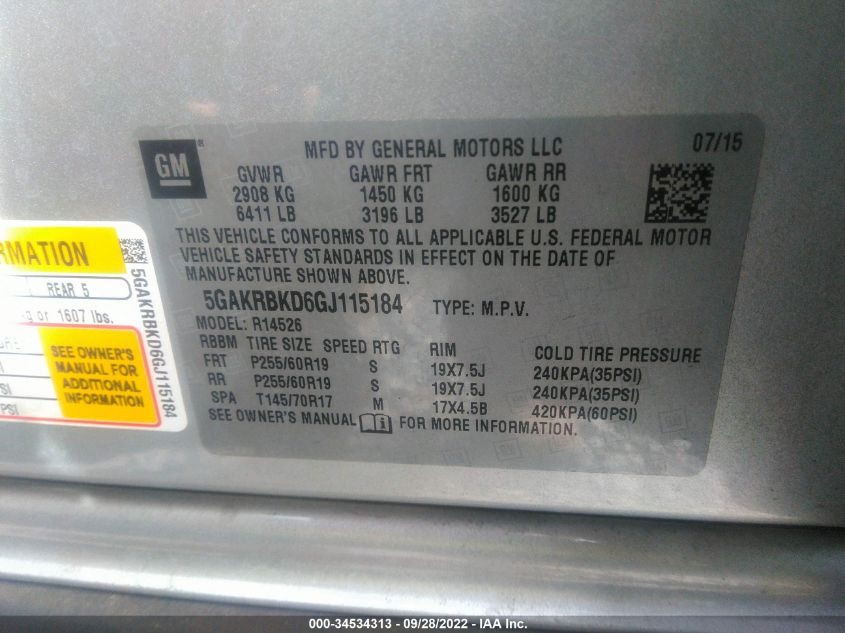 GM
MFD BY GENERAL MOTORS LLC 07/15
GVWR GAWR FRT GAWR RR
2908 KG 1450 KG 1600 KG
6411 LB 3196 LB 3527 LB
THIS VEHICLE CONFORMS TO ALL APPLICABLE U.S. FEDERAL MOTOR
VEHICLE SAFETY STANDARDS IN EFFECT ON THE DATE OF
MANUFACTURE SHOWN ABOVE.
5GAKRBKD6GJ115184 TYPE: M.P.V.
MODEL: R14526
RBBM TIRE SIZE SPEED RTG RIM COLD TIRE PRESSURE
FRT P255/60R19 S 19X7.5J 240KPA(35PSI)
RR P255/60R19 S 19X7.5J 240KPA(35PSI)
SPA T145/70R17 M 17X4.5B 420KPA(60PSI)
SEE OWNER'S MANUAL FOR MORE INFORMATION.
RMATION
REAR 5
or 1607 lbs.
SEE OWNER'S
MANUAL FOR
ADDITIONAL
INFORMATION
5GAKRBKD6GJ115184
000-34534313 - 09/28/2022 - IAA Inc.